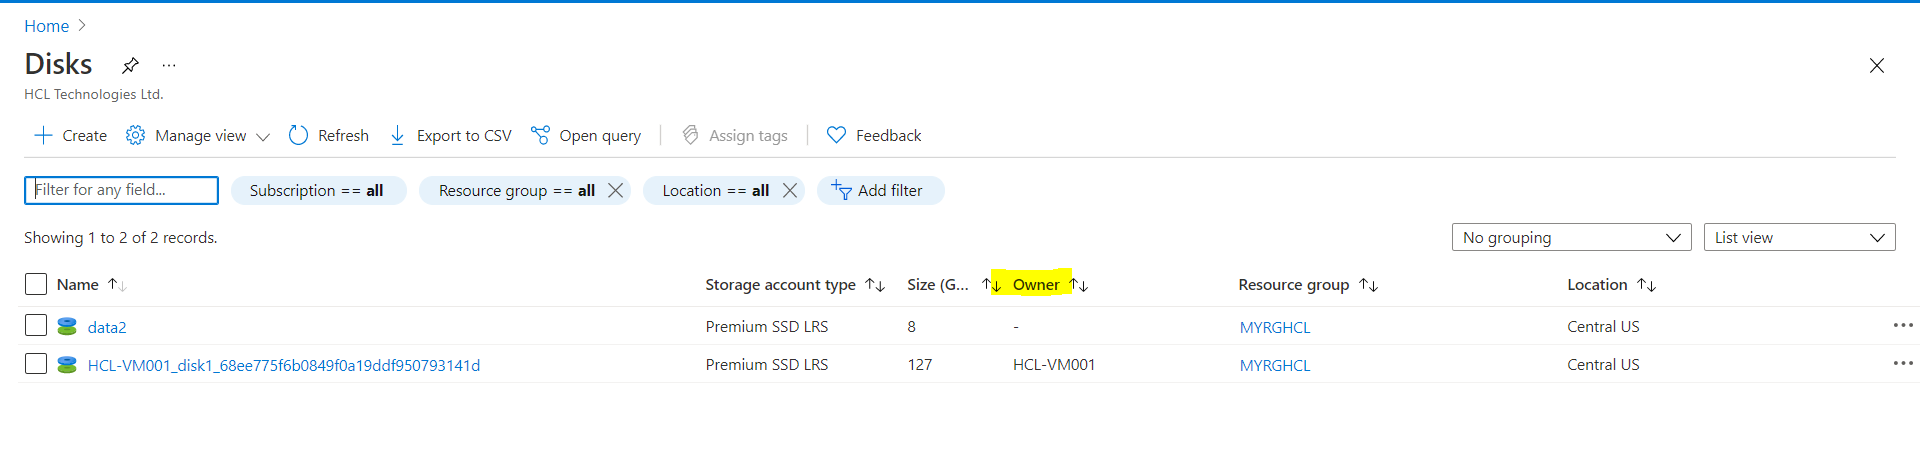 Home
Disks
HCL Technologies Ltd.
Create Manage view Refresh Export to CSV Open query Assign tags Feedback
Filter for any field... Subscription == all Resource group == all Location == all Add filter
Showing 1 to 2 of 2 records. No grouping List view
Name Storage account type Size (G... Owner Resource group Location
data2 Premium SSD LRS 8 - MYRGHCL Central US
HCL-VM001_disk1_68ee775f6b0849f0a19ddf950793141d Premium SSD LRS 127 HCL-VM001 MYRGHCL Central US